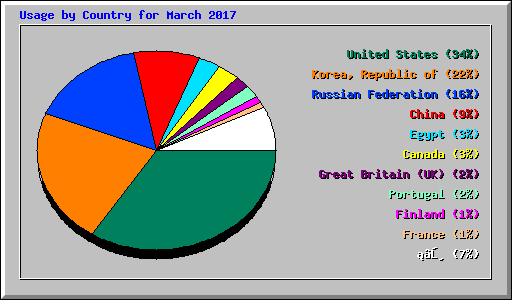 Usage by Country for March 2017
United States (34%)
Korea, Republic of (22%)
Russian Federation (16%)
China (9%)
Egypt (3%)
Canada (3%)
Great Britain (UK) (2%)
Portugal (2%)
Finland (1%)
France (1%)
(7%)